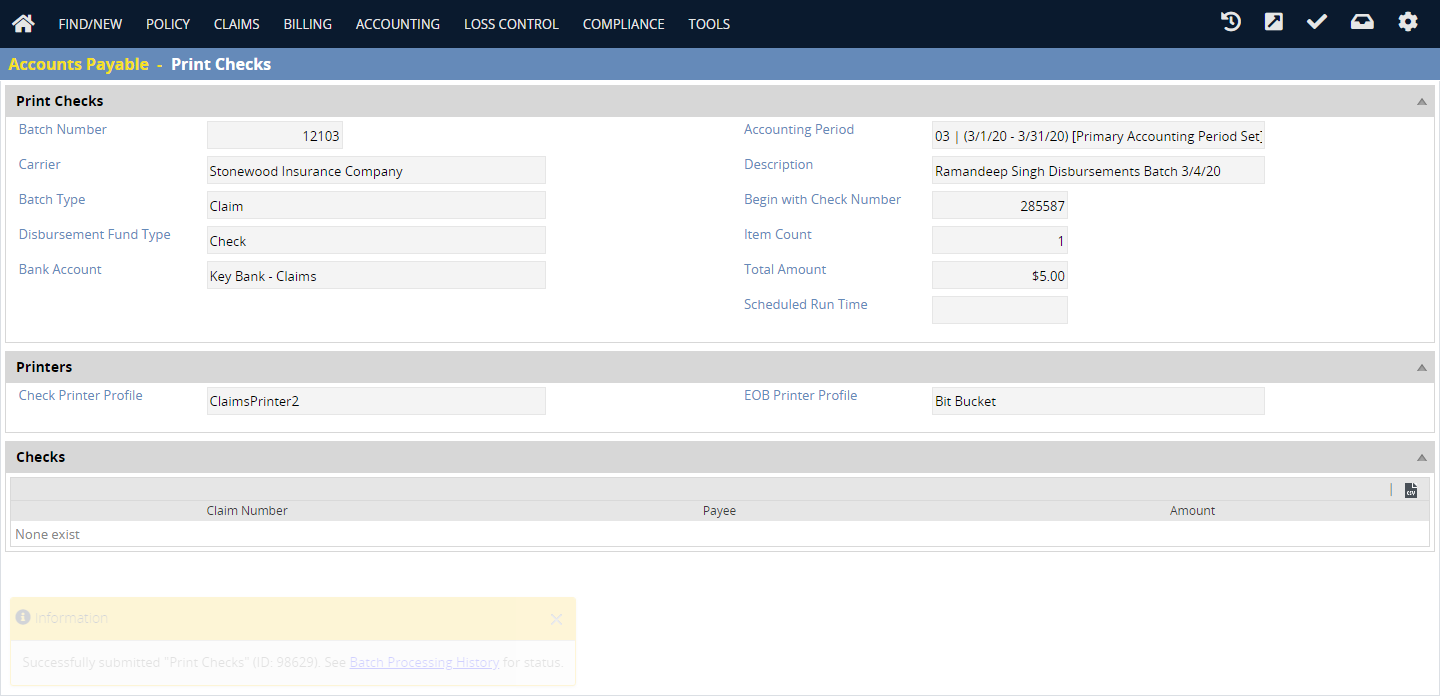 FIND/NEW POLICY CLAIMS BILLING ACCOUNTING LOSS CONTROL COMPLIANCE TOOLS
Accounts Payable - Print Checks
Print Checks
Batch Number 12103
Accounting Period 03 | (3/1/20 - 3/31/20) [Primary Accounting Period Set]
Carrier Stonewood Insurance Company
Description Ramandeep Singh Disbursements Batch 3/4/20
Batch Type Claim
Begin with Check Number 285587
Disbursement Fund Type Check
Item Count 1
Bank Account Key Bank - Claims
Total Amount $5.00
Scheduled Run Time
Printers
Check Printer Profile ClaimsPrinter2
EOB Printer Profile Bit Bucket
Checks
CSV
Claim Number Payee Amount
None exist
Information
Successfully submitted "Print Checks" (ID: 98629). See Batch Processing History for status.